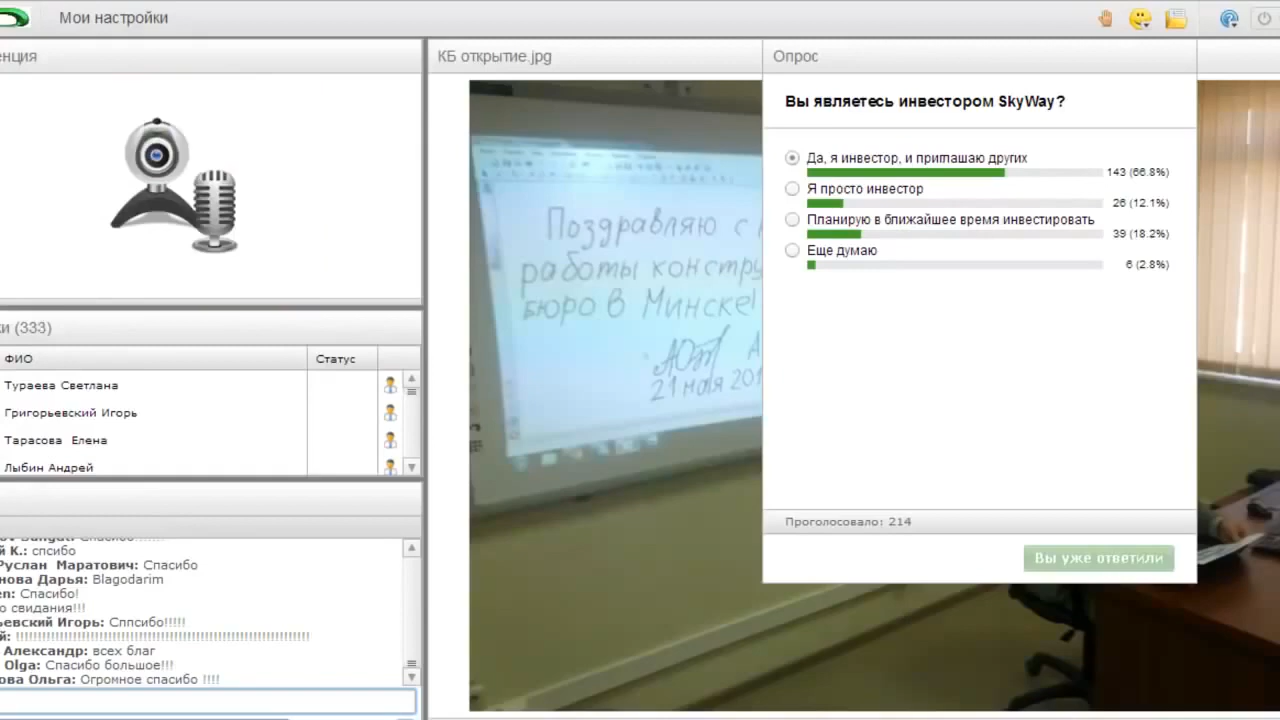 Мои настройки
енция
КБ открытие.jpg
Опрос
Вы являетесь инвестором SkyWay?
Да, я инвестор, и приглашаю других
143 (66.8%)
Я просто инвестор
26 (12.1%)
Планирую в ближайшее время инвестировать
39 (18.2%)
Еще думаю
6 (2.8%)
Проголосовало: 214
Вы уже ответили
Поздравляю с
работы констру
бюро в Минске!
21 мая 201
ки (333)
ФИО Статус
Тураева Светлана
Григорьевский Игорь
Тарасова Елена
Лыбин Андрей
й К.: спсибо
Руслан Маратович: Спасибо
нова Дарья: Blagodarim
en: Спасибо!
о свидания!!!
ьевский Игорь: Сппсибо!!!!!
Александр: всех благ
Olga: Спасибо большое!!!
ова Ольга: Огромное спасибо !!!!